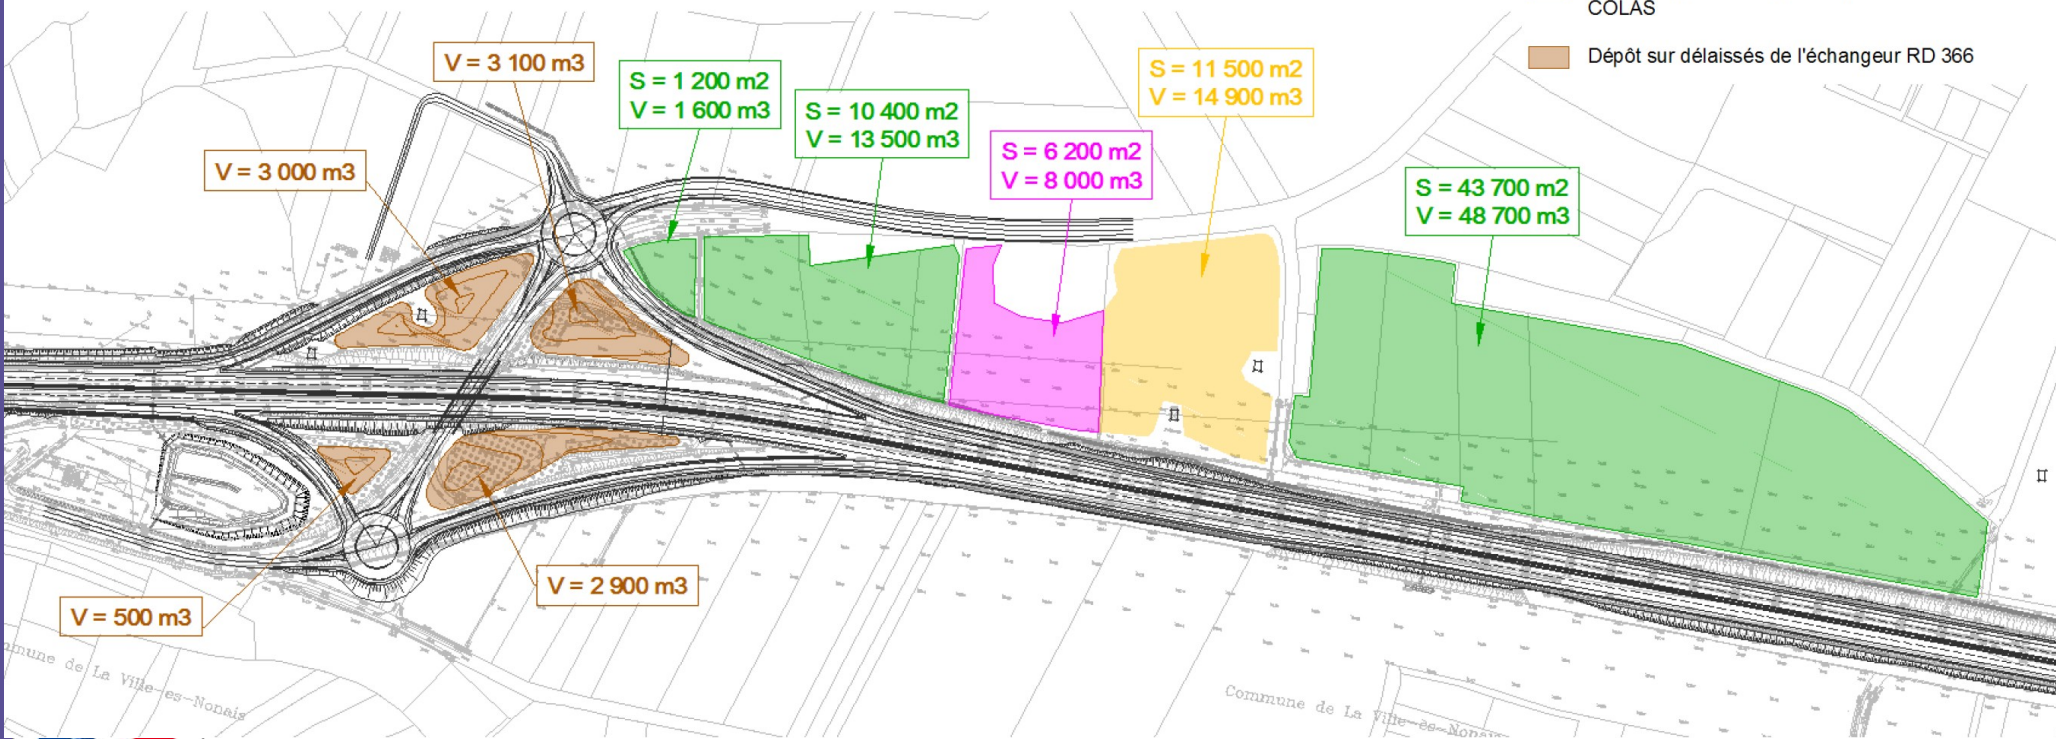 COLAS
Dépôt sur délaissés de l'échangeur RD 366
V = 3 100 m3
S = 1 200 m2
V = 1 600 m3
S = 10 400 m2
V = 13 500 m3
S = 11 500 m2
V = 14 900 m3
S = 6 200 m2
V = 8 000 m3
V = 3 000 m3
S = 43 700 m2
V = 48 700 m3
V = 2 900 m3
V = 500 m3
mmune de La Ville-es-Nonais
Commune de La Ville-es-Nonais